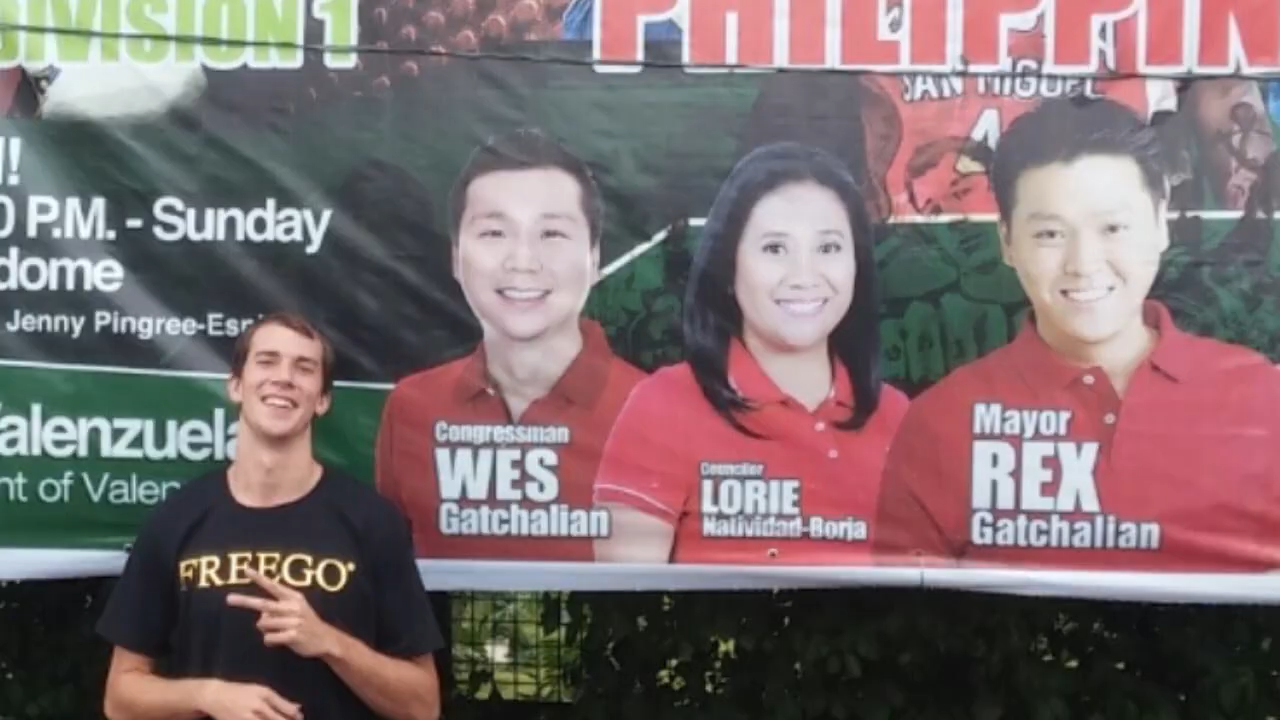 DIVISION 1
PHILIPPIN
SAN MIGUEL
4
!
0 P.M. - Sunday
dome
Jenny Pingree-Esp
Valenzuela
nt of Valen
FREEGO
Congressman
WES
Gatchalian
Councilor
LORIE
Natividad-Borja
Mayor
REX
Gatchalian